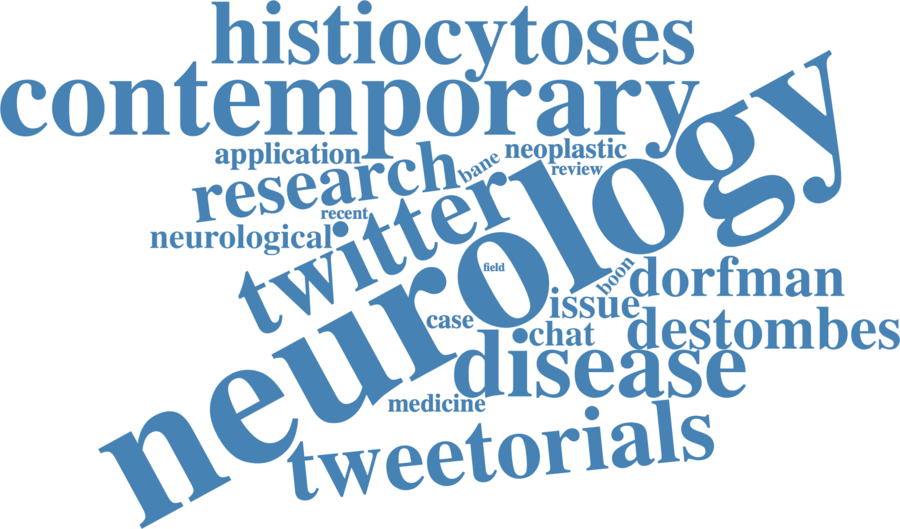 histiocytoses
contemporary
application
research
bane
neoplastic
review
recent
neurological
twitter
neurology
field
boon
dorfman
issue
case
chat
destombes
disease
medicine
tweetorials